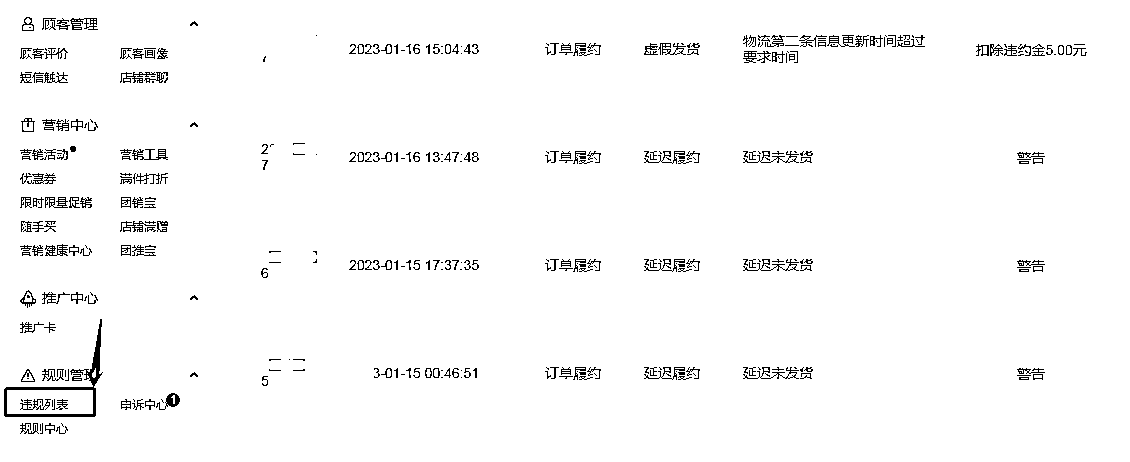 顾客管理
顾客评价 顾客画像
短信触达 店铺群聊
营销中心
营销活动 营销工具
优惠券 满件打折
限时限量促销 团销宝
随手买 店铺满赠
营销健康中心 团推宝
推广中心
推广卡
规则管理
违规列表 申诉中心 1
规则中心
2023-01-16 15:04:43 订单履约 虚假发货 物流第二条信息更新时间超过 扣除违约金5.00元
要求时间
2
7 2023-01-16 13:47:48 订单履约 延迟履约 延迟未发货 警告
6 2023-01-15 17:37:35 订单履约 延迟履约 延迟未发货 警告
5 3-01-15 00:46:51 订单履约 延迟履约 延迟未发货 警告